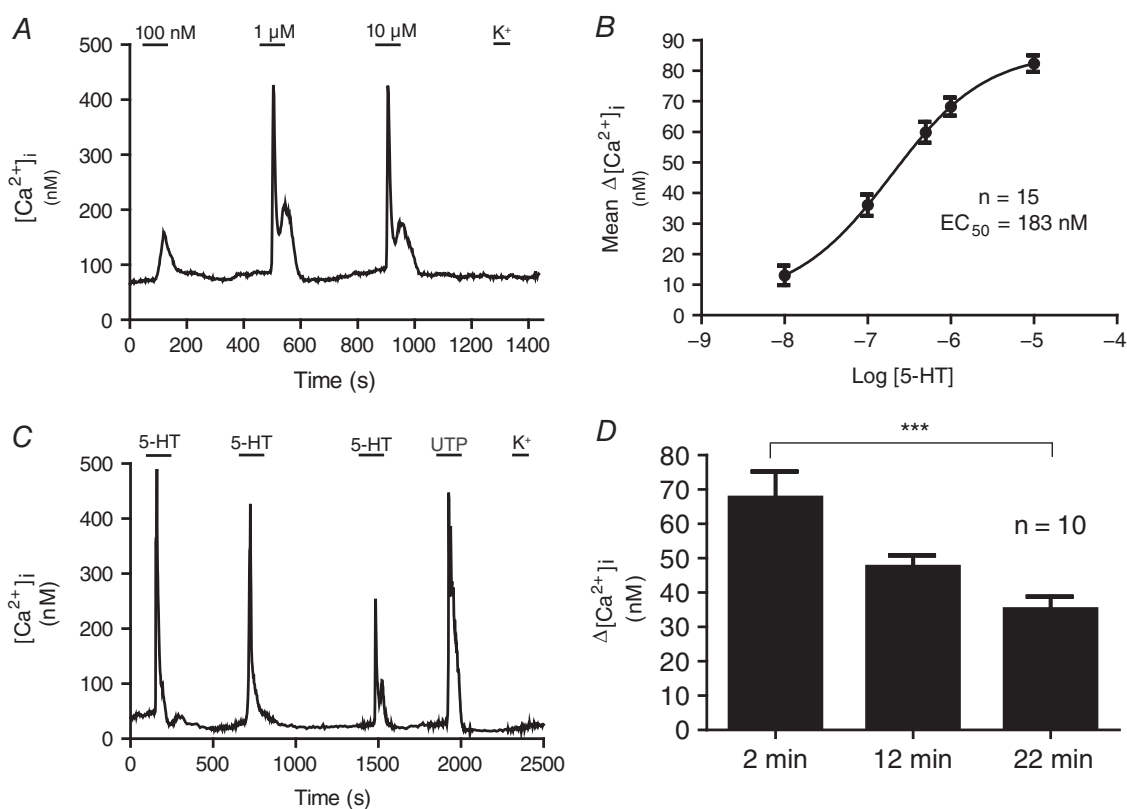 A
100 nM
1 µM
10 µM
K⁺
500
400
300
200
100
0
[Ca²⁺]ᵢ
(nM)
0
200
400
600
800
1000
1200
1400
Time (s)
B
90
80
70
60
50
40
30
20
10
0
Mean Δ[Ca²⁺]ᵢ
(nM)
n = 15
EC₅₀ = 183 nM
−9
−8
−7
−6
−5
−4
Log [5-HT]
C
5-HT
5-HT
5-HT
UTP
K⁺
500
400
300
200
100
0
[Ca²⁺]ᵢ
(nM)
0
500
1000
1500
2000
2500
Time (s)
D
***
80
70
60
50
40
30
20
10
0
Δ[Ca²⁺]ᵢ
(nM)
n = 10
2 min
12 min
22 min